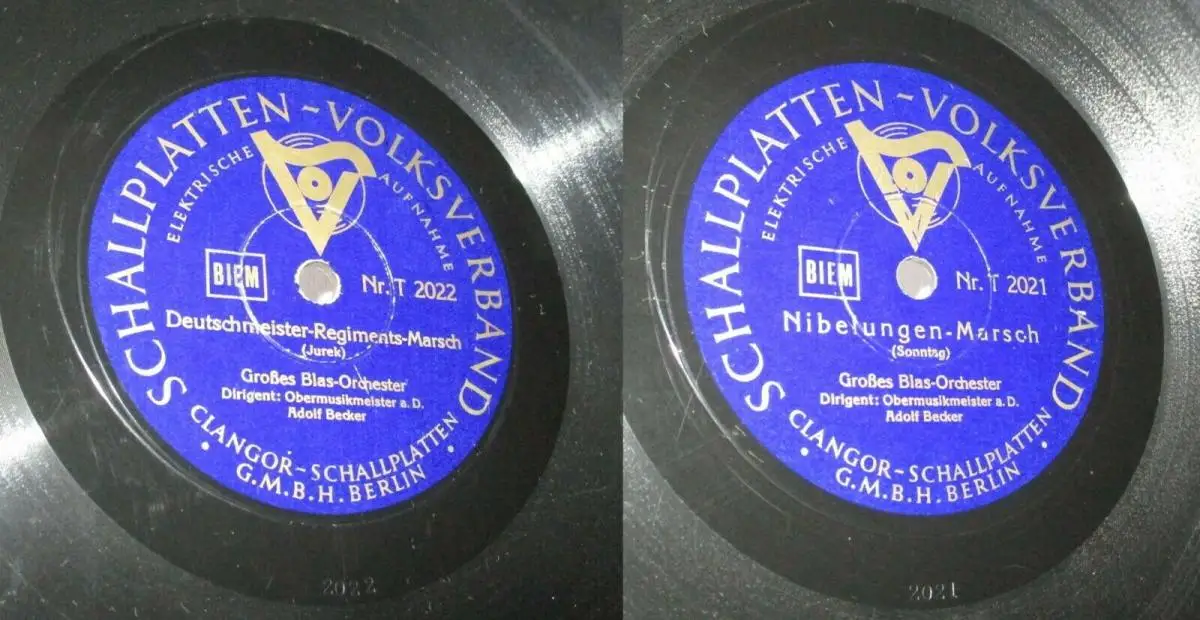 SCHALLPLATTEN-VOLKSVERBAND
ELEKTRISCHE AUFNAHME
BIEM
Nr. T 2022
Deutschmeister-Regiments-Marsch
(Jurek)
Großes Blas-Orchester
Dirigent: Obermusikmeister a. D.
Adolf Becker
CLANGOR-SCHALLPLATTEN
G.M.B.H. BERLIN
2022
SCHALLPLATTEN-VOLKSVERBAND
ELEKTRISCHE AUFNAHME
BIEM
Nr. T 2021
Nibelungen-Marsch
(Sonntag)
Großes Blas-Orchester
Dirigent: Obermusikmeister a. D.
Adolf Becker
CLANGOR-SCHALLPLATTEN
G.M.B.H. BERLIN
2021